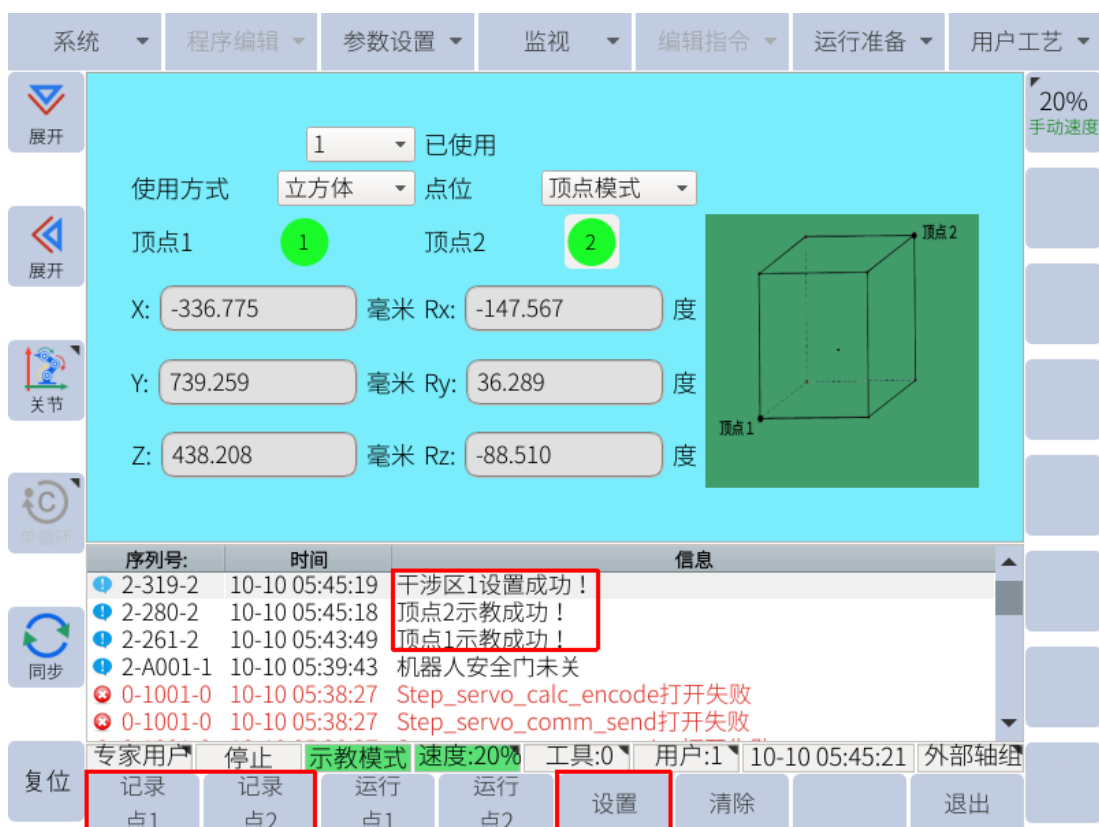 系统 程序编辑 参数设置 监视 编辑指令 运行准备 用户工艺
展开
20%
手动速度
1 已使用
使用方式 立方体 点位 顶点模式
顶点1 1 顶点2 2
顶点2
展开
X: -336.775 毫米 Rx: -147.567 度
Y: 739.259 毫米 Ry: 36.289 度
关节
顶点1
Z: 438.208 毫米 Rz: -88.510 度
单循环
序列号: 时间 信息
2-319-2 10-10 05:45:19 干涉区1设置成功！
2-280-2 10-10 05:45:18 顶点2示教成功！
2-261-2 10-10 05:43:49 顶点1示教成功！
2-A001-1 10-10 05:39:43 机器人安全门未关
同步
0-1001-0 10-10 05:38:27 Step_servo_calc_encode打开失败
0-1001-0 10-10 05:38:27 Step_servo_comm_send打开失败
专家用户 停止 示教模式 速度:20% 工具:0 用户:1 10-10 05:45:21 外部轴组
复位
记录点1 记录点2 运行点1 运行点2 设置 清除 退出